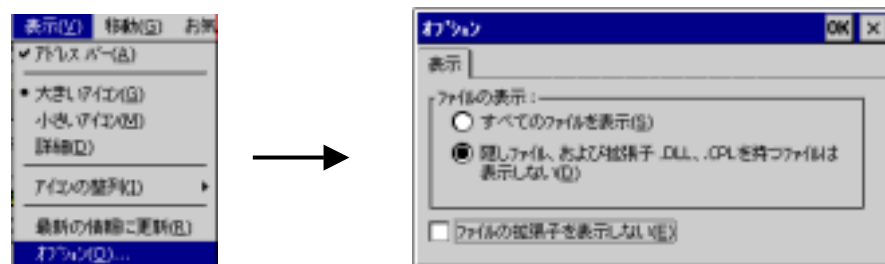 表示(V) 移動(G) お気
アドレス バー(A)
大きいアイコン(G)
小さいアイコン(M)
詳細(D)
アイコンの整列(I)
最新の情報に更新(R)
オプション(O)...
オプション OK ×
表示
ファイルの表示：
すべてのファイルを表示(S)
隠しファイル、および拡張子 .DLL、.CPL を持つファイルは
表示しない(D)
ファイルの拡張子を表示しない(E)